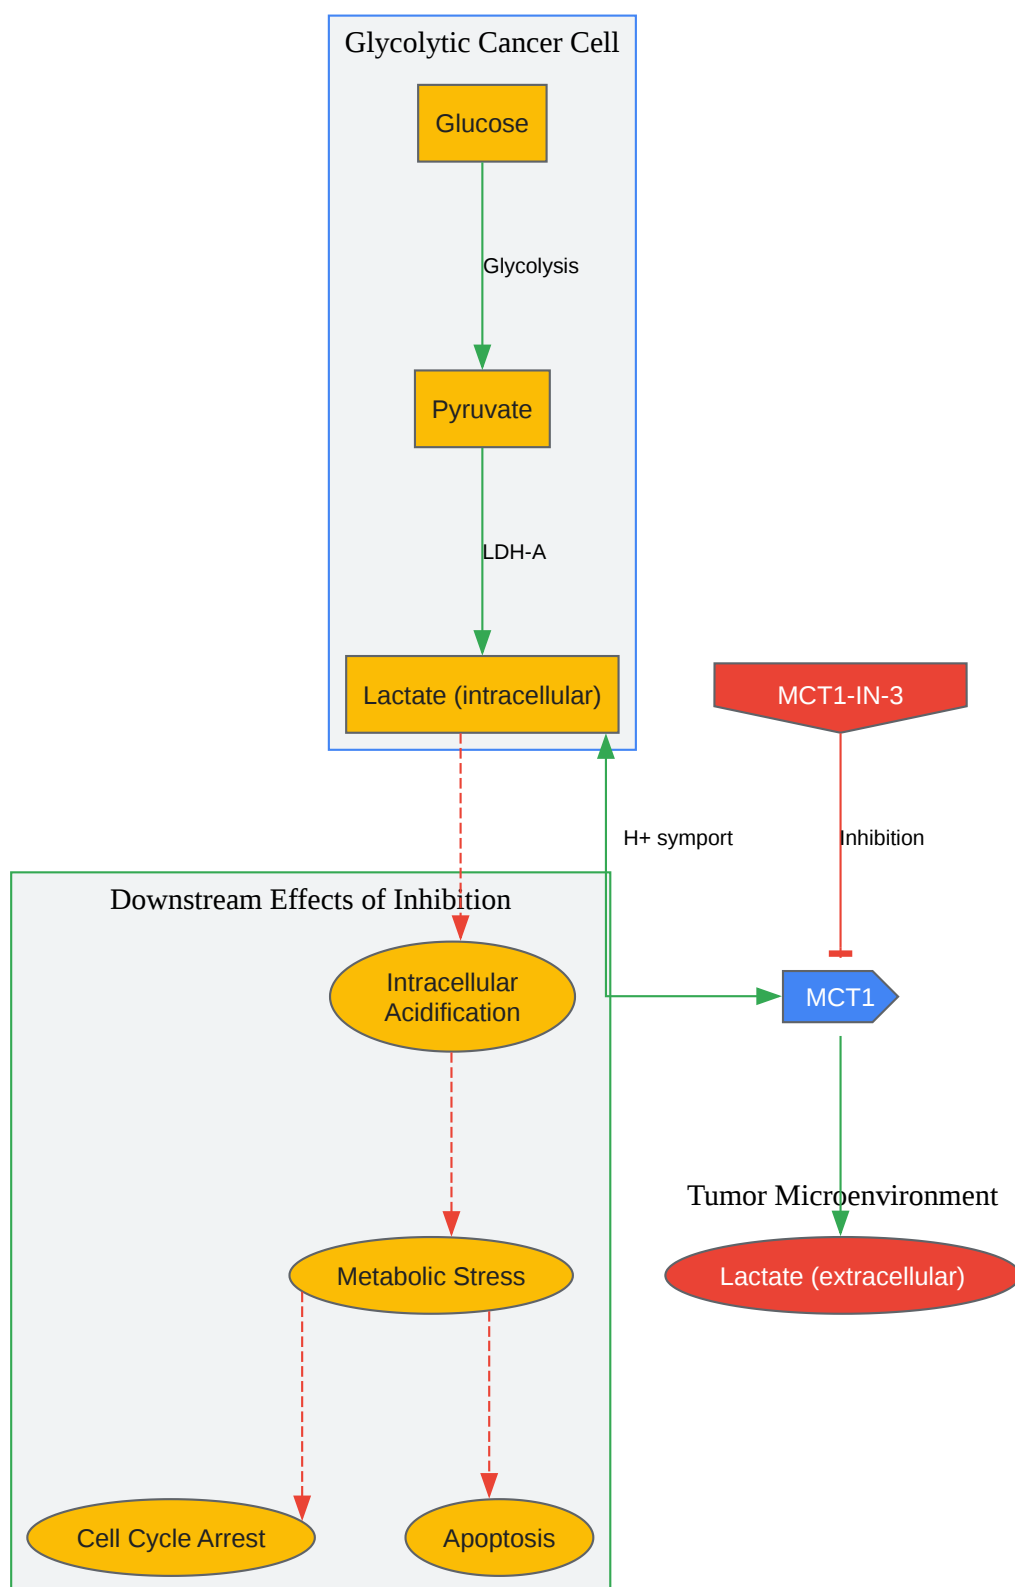 Glycolytic Cancer Cell
Glucose
Glycolysis
Pyruvate
LDH-A
Lactate (intracellular)
MCT1-IN-3
H+ symport
Inhibition
Downstream Effects of Inhibition
Intracellular
Acidification
MCT1
Tumor Microenvironment
Metabolic Stress
Lactate (extracellular)
Cell Cycle Arrest
Apoptosis